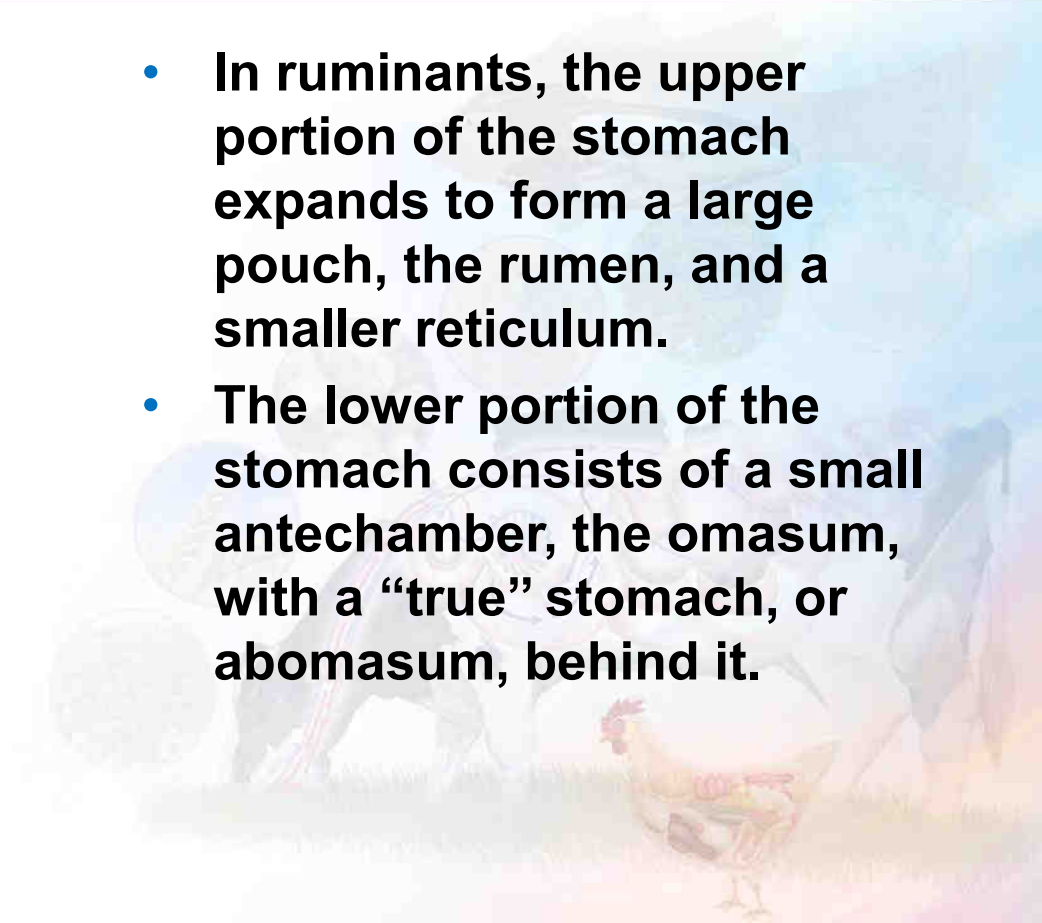 • In ruminants, the upper
portion of the stomach
expands to form a large
pouch, the rumen, and a
smaller reticulum.
• The lower portion of the
stomach consists of a small
antechamber, the omasum,
with a “true” stomach, or
abomasum, behind it.